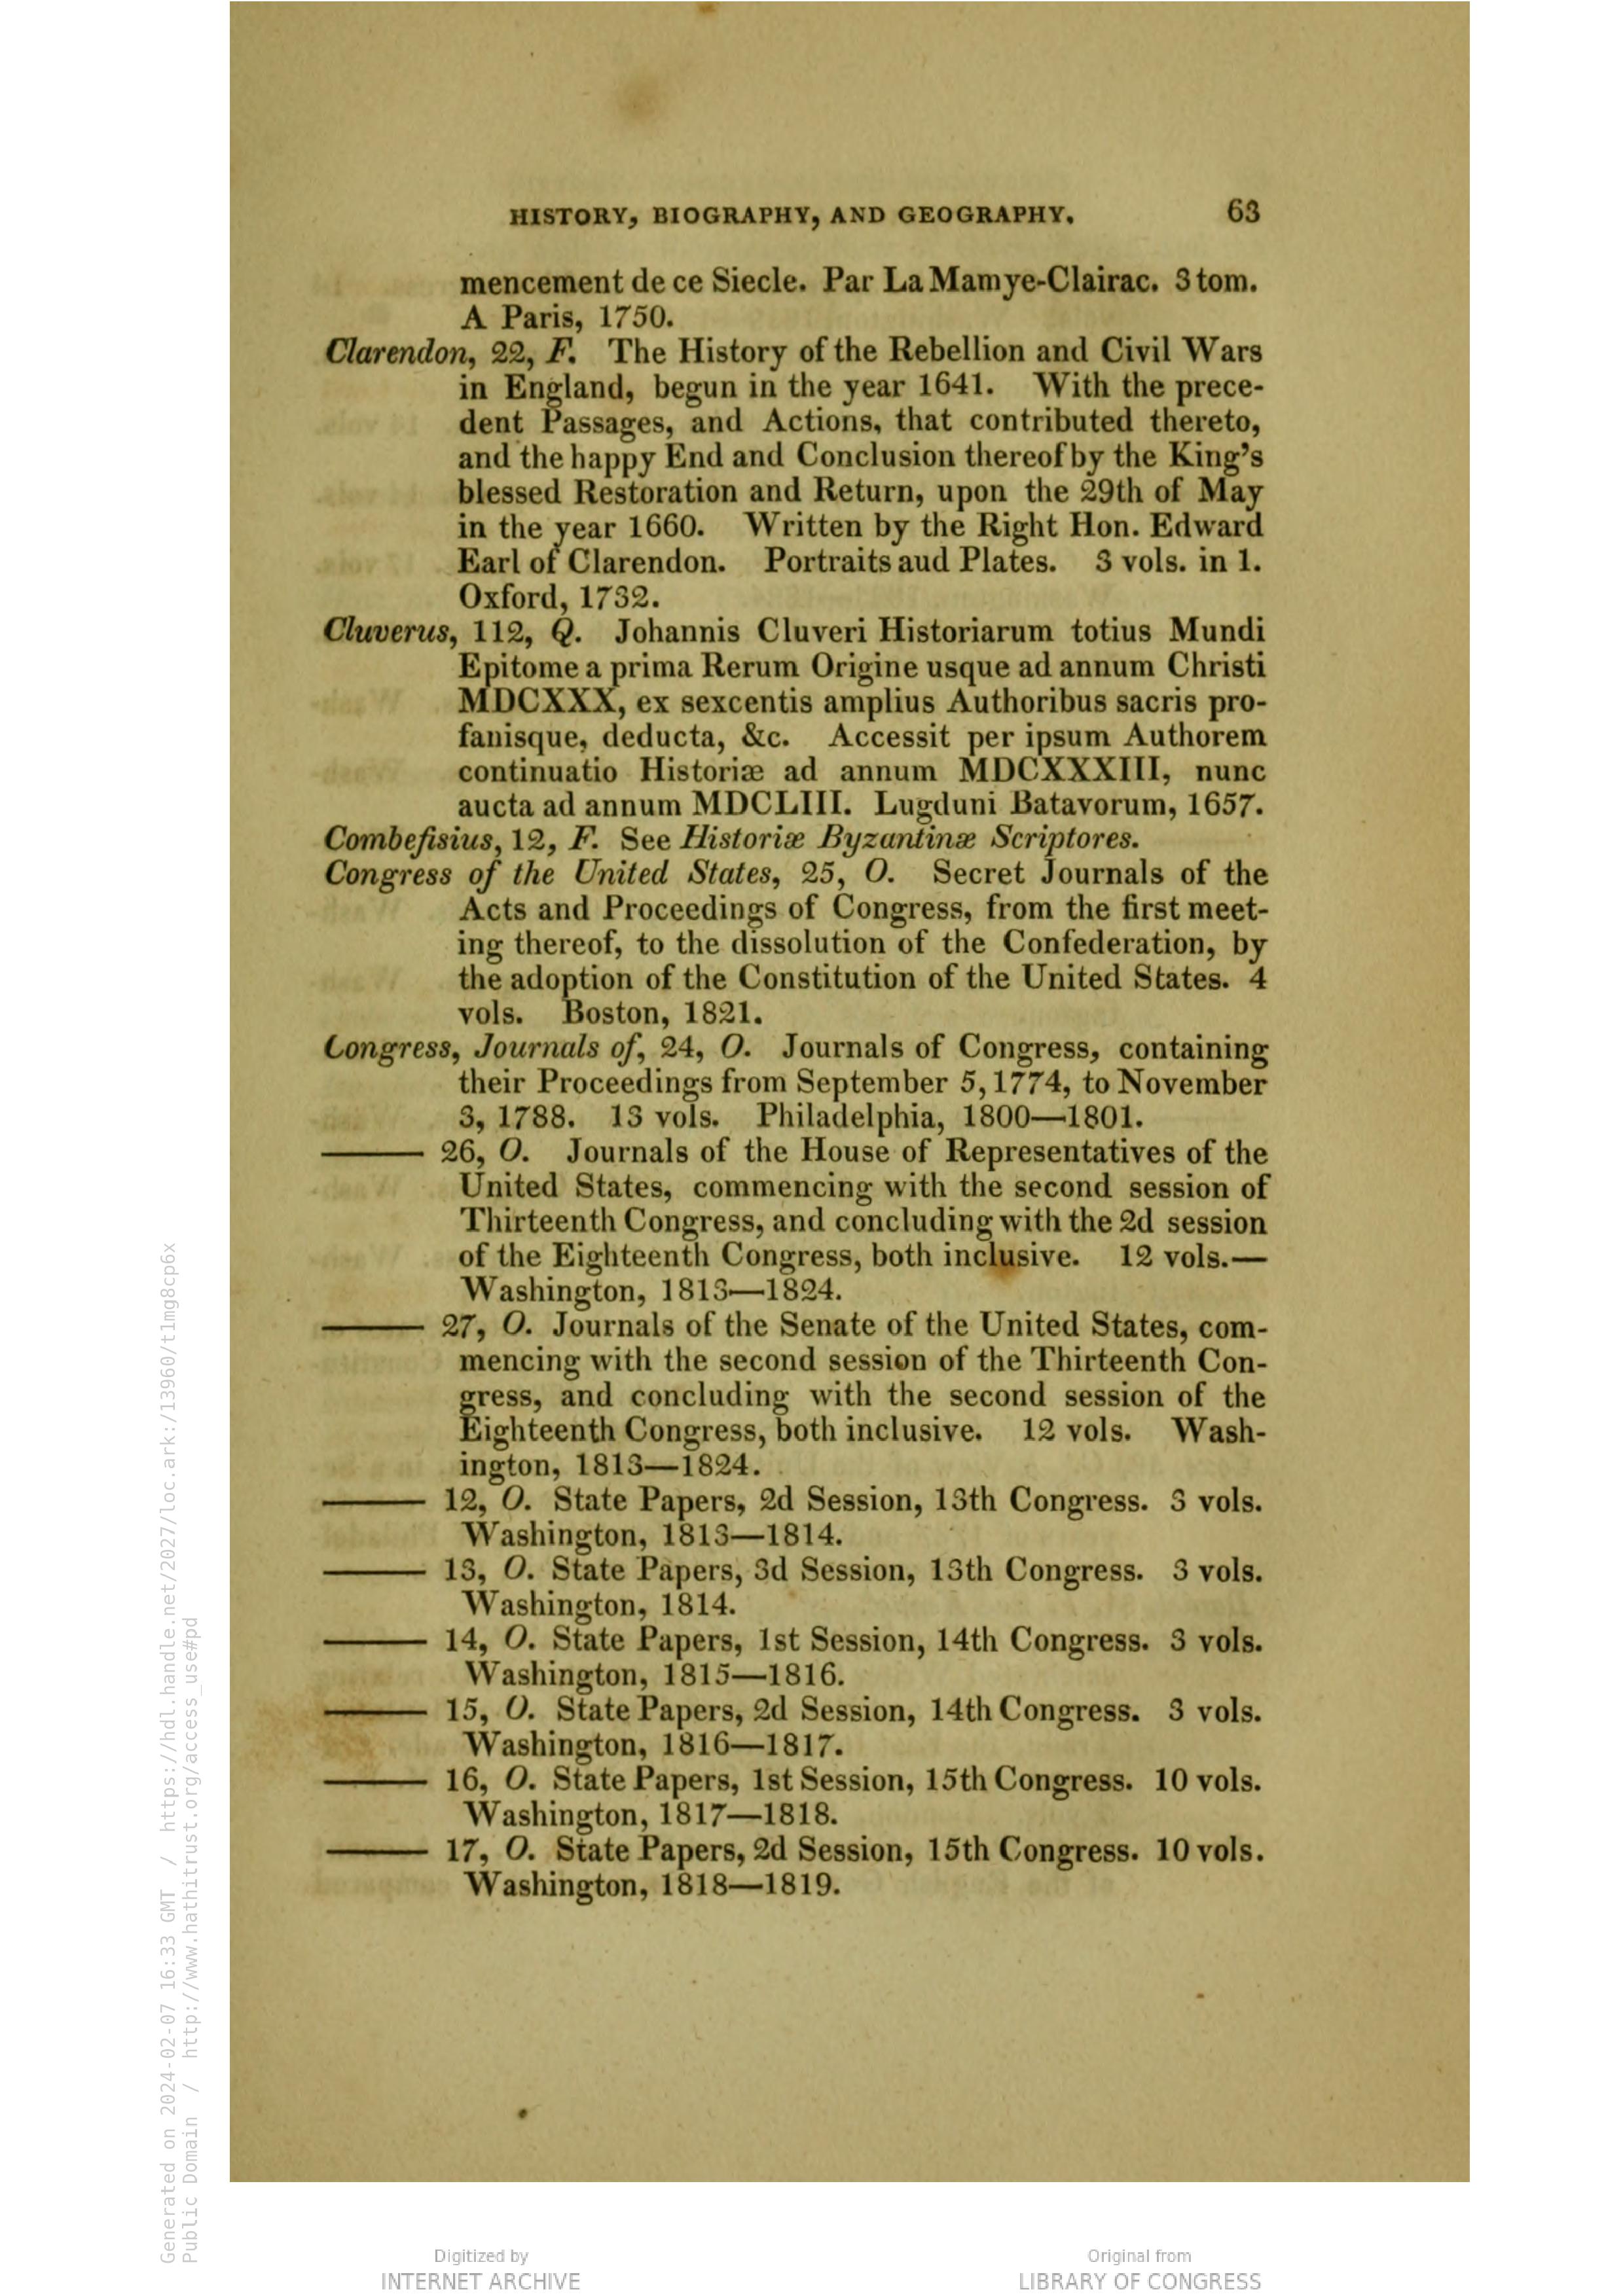 HISTORY, BIOGRAPHY, AND GEOGRAPHY. 63
mencement de ce Siecle. Par La Mamye-Clairac. 3 tom.
A Paris, 1750.
Clarendon, 22, F. The History of the Rebellion and Civil Wars
in England, begun in the year 1641. With the prece-
dent Passages, and Actions, that contributed thereto,
and the happy End and Conclusion thereof by the King's
blessed Restoration and Return, upon the 29th of May
in the year 1660. Written by the Right Hon. Edward
Earl of Clarendon. Portraits aud Plates. 3 vols. in 1.
Oxford, 1732.
Cluverus, 112, Q. Johannis Cluveri Historiarum totius Mundi
Epitome a prima Rerum Origine usque ad annum Christi
MDCXXX, ex sexcentis amplius Authoribus sacris pro-
fanisque, deducta, &c. Accessit per ipsum Authorem
continuatio Historiæ ad annum MDCXXXIII, nunc
aucta ad annum MDCLIII. Lugduni Batavorum, 1657.
Combefisius, 12, F. See Historiæ Byzantinæ Scriptores.
Congress of the United States, 25, O. Secret Journals of the
Acts and Proceedings of Congress, from the first meet-
ing thereof, to the dissolution of the Confederation, by
the adoption of the Constitution of the United States. 4
vols. Boston, 1821.
Congress, Journals of, 24, O. Journals of Congress, containing
their Proceedings from September 5, 1774, to November
3, 1788. 13 vols. Philadelphia, 1800—1801.
——— 26, O. Journals of the House of Representatives of the
United States, commencing with the second session of
Thirteenth Congress, and concluding with the 2d session
of the Eighteenth Congress, both inclusive. 12 vols.—
Washington, 1813—1824.
——— 27, O. Journals of the Senate of the United States, com-
mencing with the second session of the Thirteenth Con-
gress, and concluding with the second session of the
Eighteenth Congress, both inclusive. 12 vols. Wash-
ington, 1813—1824.
——— 12, O. State Papers, 2d Session, 13th Congress. 3 vols.
Washington, 1813—1814.
——— 13, O. State Papers, 3d Session, 13th Congress. 3 vols.
Washington, 1814.
——— 14, O. State Papers, 1st Session, 14th Congress. 3 vols.
Washington, 1815—1816.
——— 15, O. State Papers, 2d Session, 14th Congress. 3 vols.
Washington, 1816—1817.
——— 16, O. State Papers, 1st Session, 15th Congress. 10 vols.
Washington, 1817—1818.
——— 17, O. State Papers, 2d Session, 15th Congress. 10 vols.
Washington, 1818—1819.
Generated on 2024-02-07 16:33 GMT / https://hdl.handle.net/2027/loc.ark:/13960/t1mg8cp6x
Public Domain / http://www.hathitrust.org/access_use#pd
Digitized by
INTERNET ARCHIVE
Original from
LIBRARY OF CONGRESS